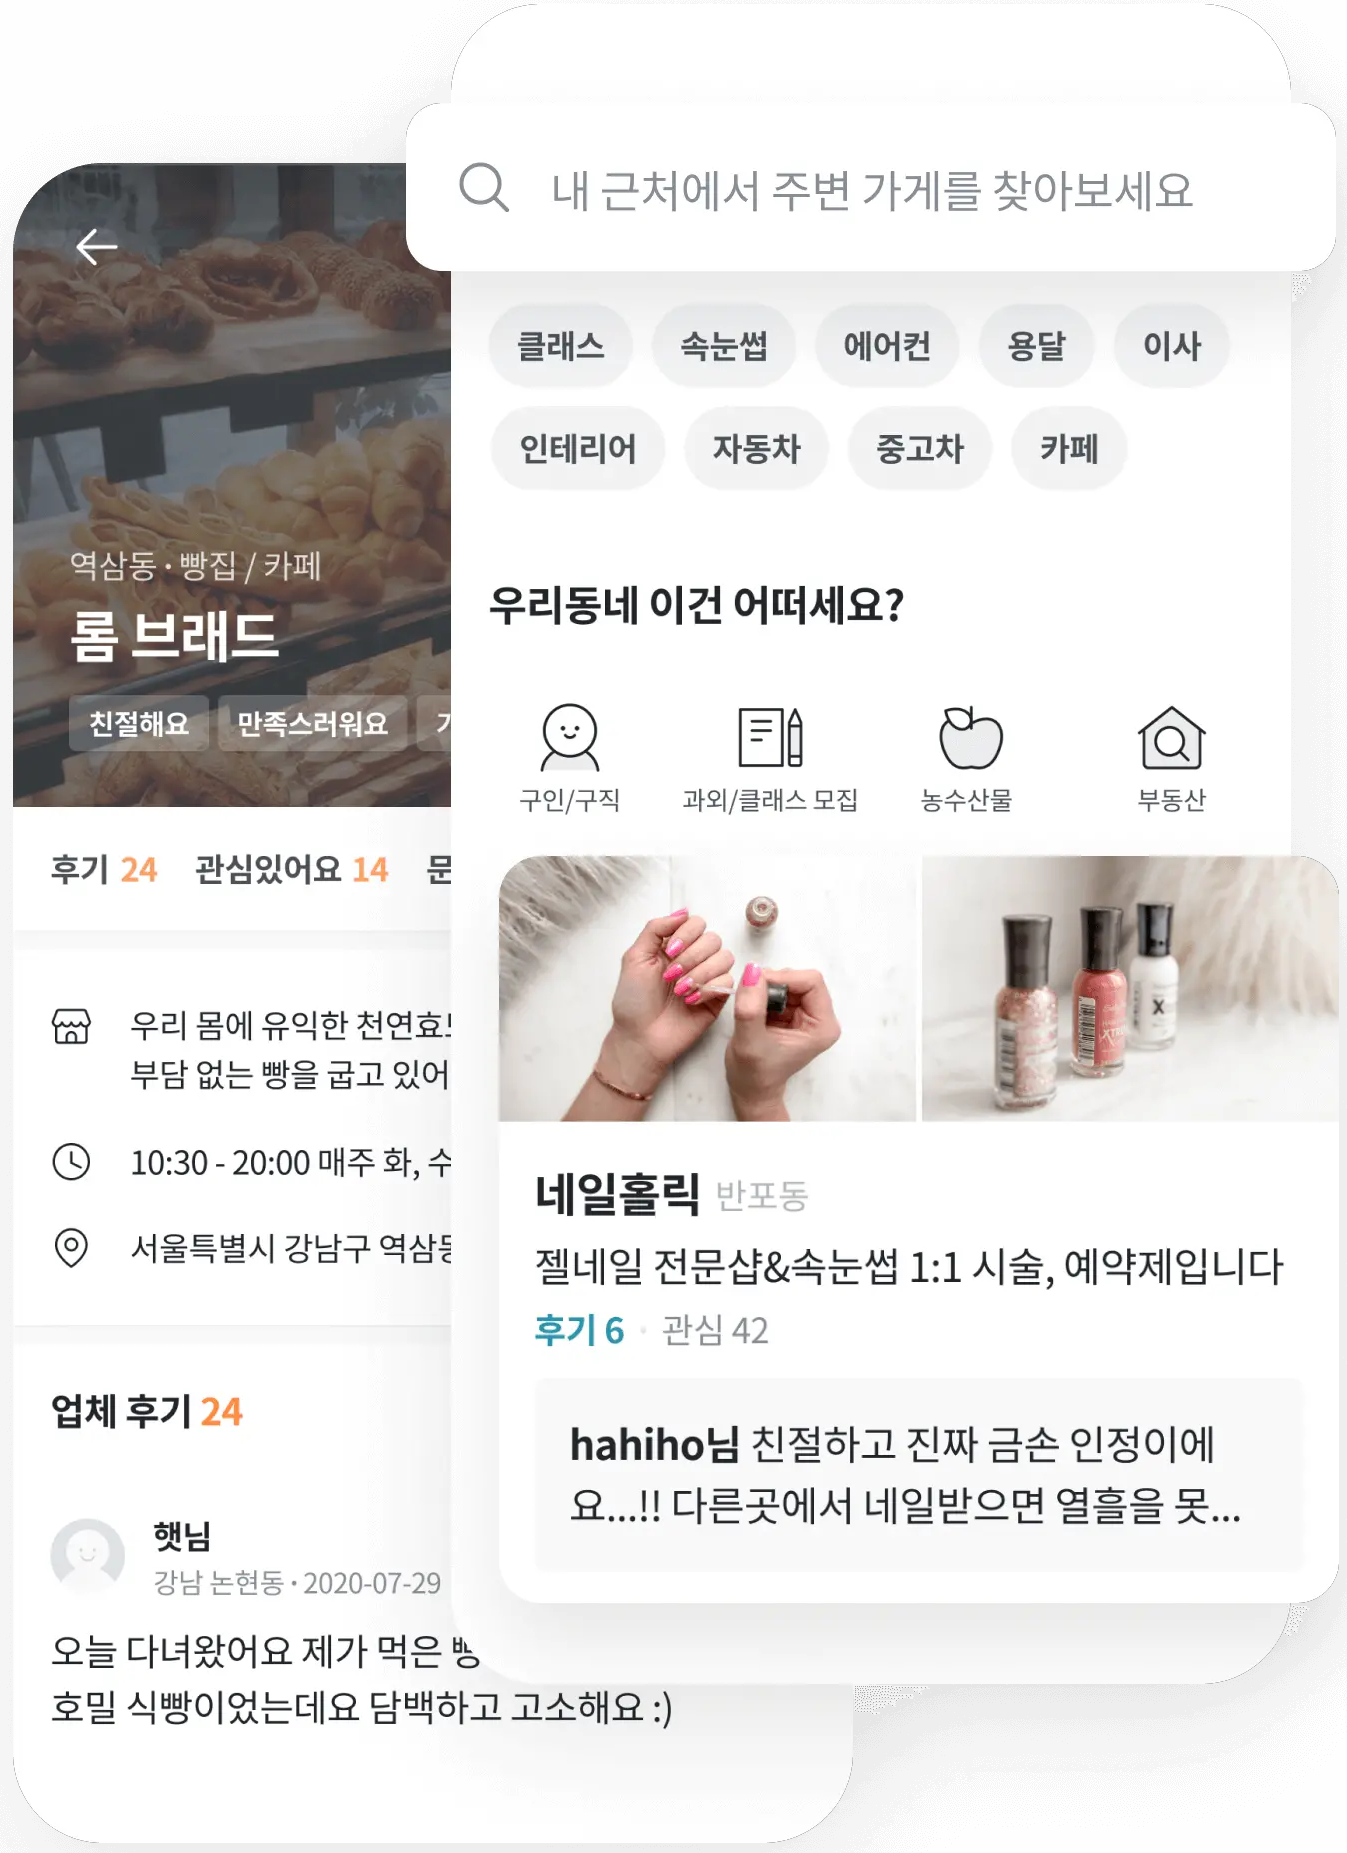 내 근처에서 주변 가게를 찾아보세요
클래스 속눈썹 에어컨 용달 이사
인테리어 자동차 중고차 카페
우리동네 이건 어떠세요?
구인/구직 과외/클래스 모집 농수산물 부동산
네일홀릭 반포동
젤네일 전문샵&속눈썹 1:1 시술, 예약제입니다
후기 6 · 관심 42
hahiho님 친절하고 진짜 금손 인정이에
요...!! 다른곳에서 네일받으면 열흘을 못...
역삼동 · 빵집 / 카페
롬 브래드
친절해요 만족스러워요
후기 24 관심있어요 14 문
우리 몸에 유익한 천연효
부담 없는 빵을 굽고 있어
10:30 - 20:00 매주 화, 수
서울특별시 강남구 역삼동
업체 후기 24
햇님
강남 논현동 · 2020-07-29
오늘 다녀왔어요 제가 먹은 빵
호밀 식빵이었는데요 담백하고 고소해요 :)